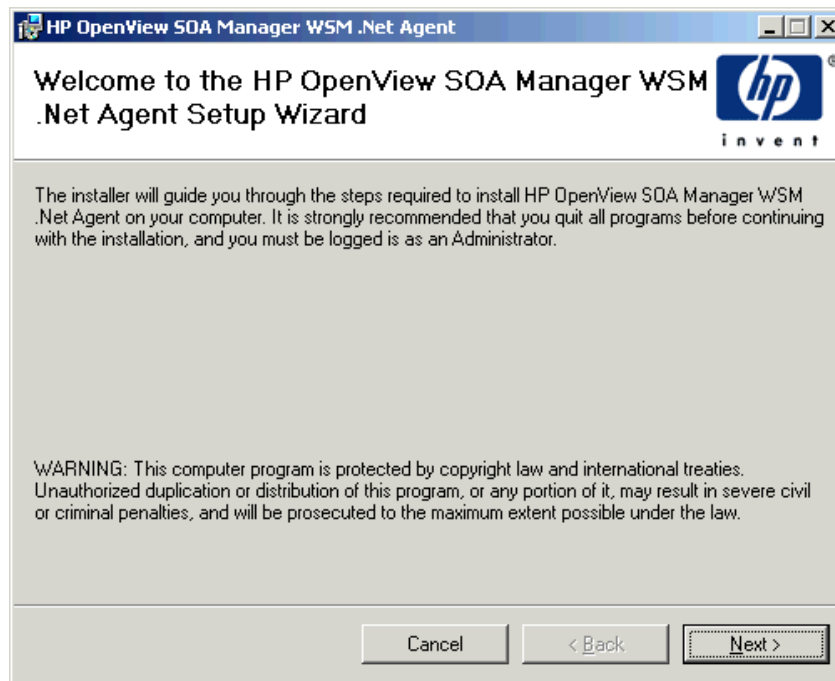 HP OpenView SOA Manager WSM .Net Agent
Welcome to the HP OpenView SOA Manager WSM
.Net Agent Setup Wizard
hp
®
invent
The installer will guide you through the steps required to install HP OpenView SOA Manager WSM
.Net Agent on your computer. It is strongly recommended that you quit all programs before continuing
with the installation, and you must be logged is as an Administrator.
WARNING: This computer program is protected by copyright law and international treaties.
Unauthorized duplication or distribution of this program, or any portion of it, may result in severe civil
or criminal penalties, and will be prosecuted to the maximum extent possible under the law.
Cancel
< Back
Next >